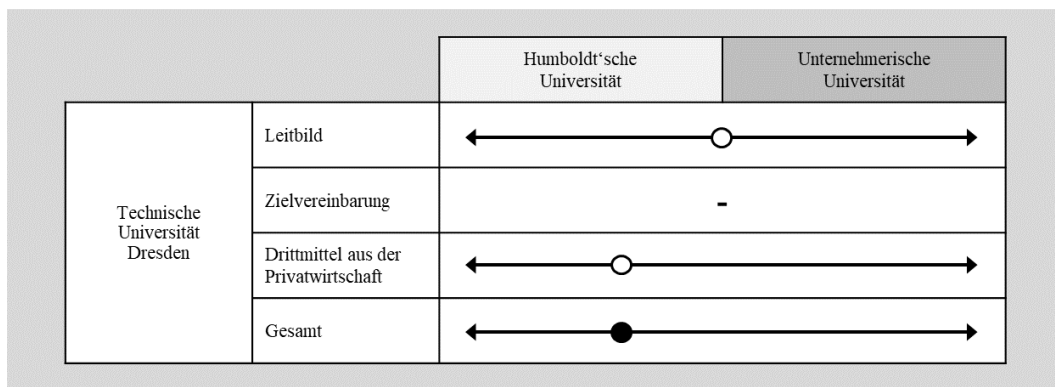 Humboldt‘sche
Universität
Unternehmerische
Universität
Technische
Universität
Dresden
Leitbild
Zielvereinbarung
-
Drittmittel aus der
Privatwirtschaft
Gesamt